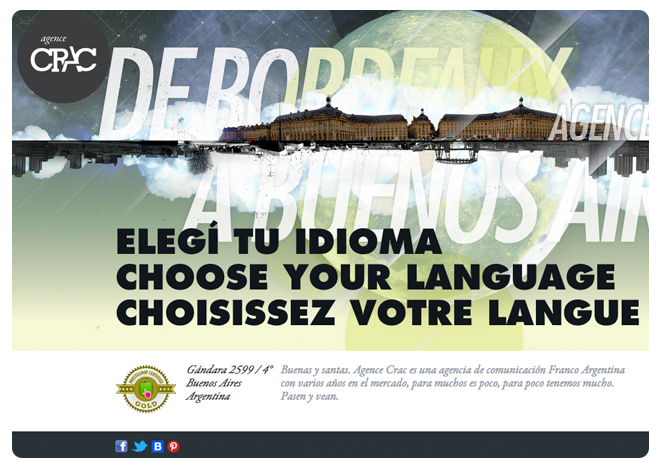 agence
CRAC
DE BORDEAUX
AGENCE
A BUENOS AIR
ELEGÍ TU IDIOMA
CHOOSE YOUR LANGUAGE
CHOISISSEZ VOTRE LANGUE
GOLD
Gándara 2599 / 4°
Buenos Aires
Argentina
Buenas y santas. Agence Crac es una agencia de comunicación Franco Argentina
con varios años en el mercado, para muchos es poco, para poco tenemos mucho.
Pasen y vean.